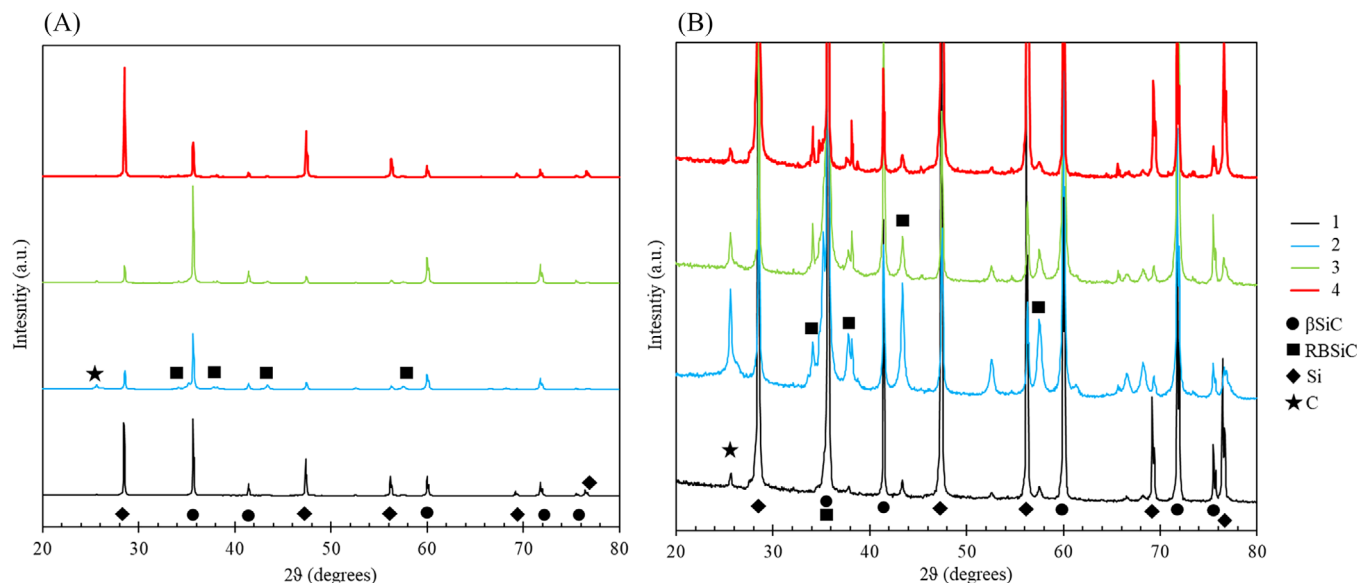 (A)
(B)
Intesntiy (a.u.)
20 30 40 50 60 70 80
2ϑ (degrees)
Intesntiy (a.u.)
20 30 40 50 60 70 80
2ϑ (degrees)
1
2
3
4
βSiC
RBSiC
Si
C